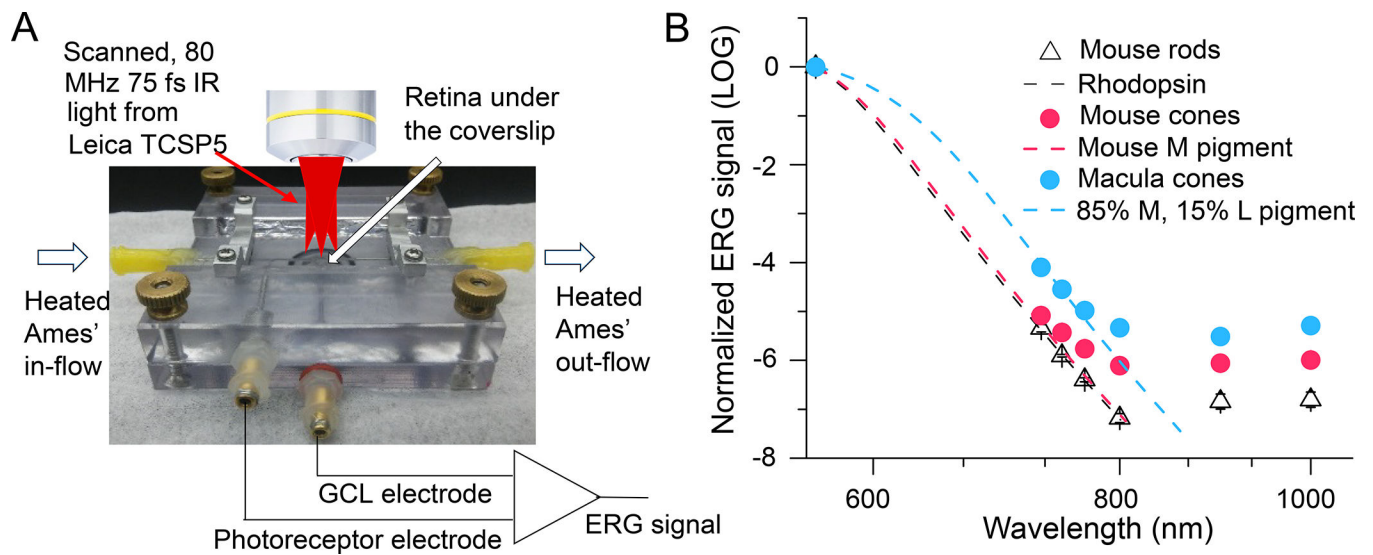 A
Scanned, 80
MHz 75 fs IR
light from
Leica TCSP5
Retina under
the coverslip
Heated
Ames’
in-flow
Heated
Ames’
out-flow
GCL electrode
Photoreceptor electrode
ERG signal
B
Normalized ERG signal (LOG)
0
-2
-4
-6
-8
Mouse rods
Rhodopsin
Mouse cones
Mouse M pigment
Macula cones
85% M, 15% L pigment
600
800
1000
Wavelength (nm)